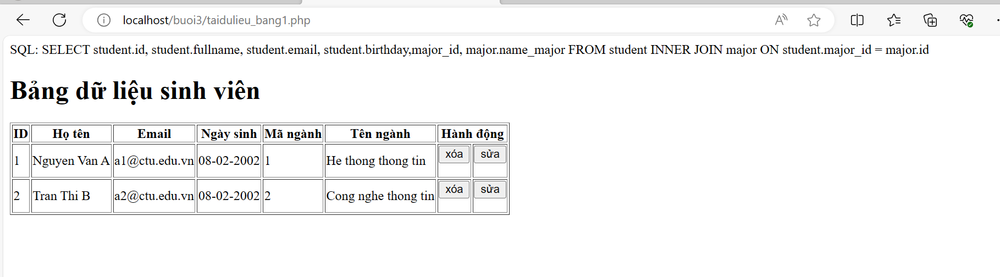 localhost/buoi3/taidulieu_bang1.php
SQL: SELECT student.id, student.fullname, student.email, student.birthday,major_id, major.name_major FROM student INNER JOIN major ON student.major_id = major.id
Bảng dữ liệu sinh viên
ID Họ tên Email Ngày sinh Mã ngành Tên ngành Hành động
1 Nguyen Van A a1@ctu.edu.vn 08-02-2002 1 He thong thong tin xóa sửa
2 Tran Thi B a2@ctu.edu.vn 08-02-2002 2 Cong nghe thong tin xóa sửa